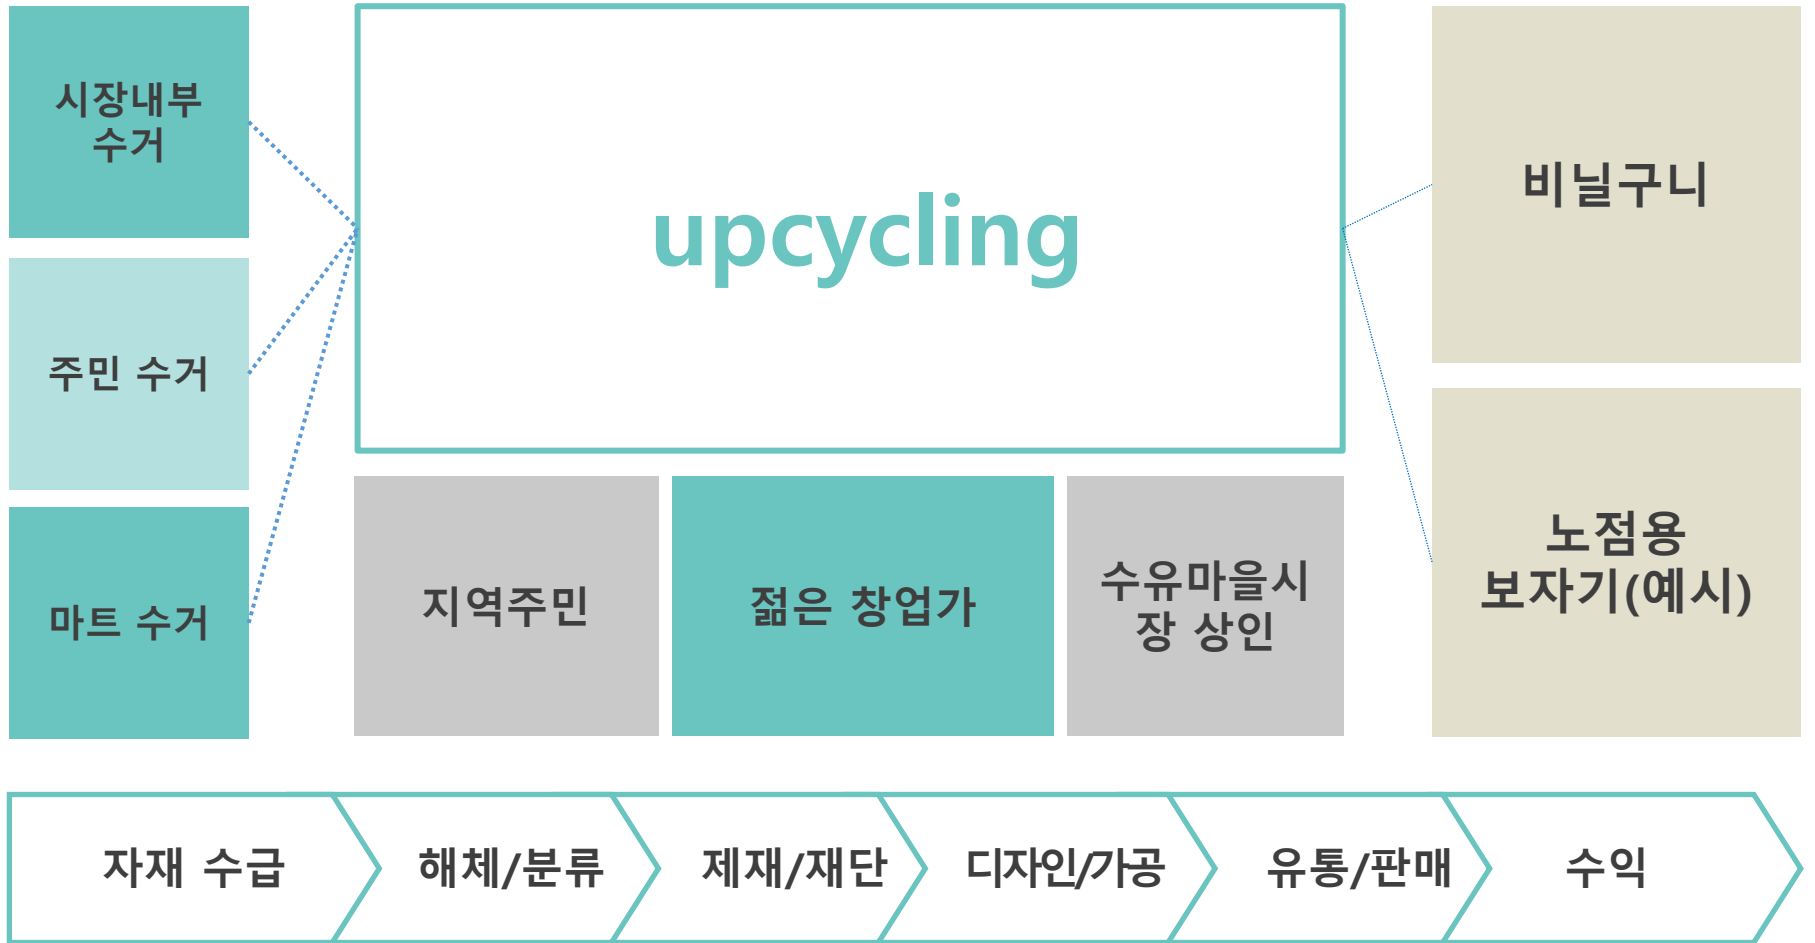 시장내부
수거
주민 수거
마트 수거
upcycling
지역주민
젊은 창업가
수유마을시
장 상인
비닐구니
노점용
보자기(예시)
자재 수급
해체/분류
제재/재단
디자인/가공
유통/판매
수익